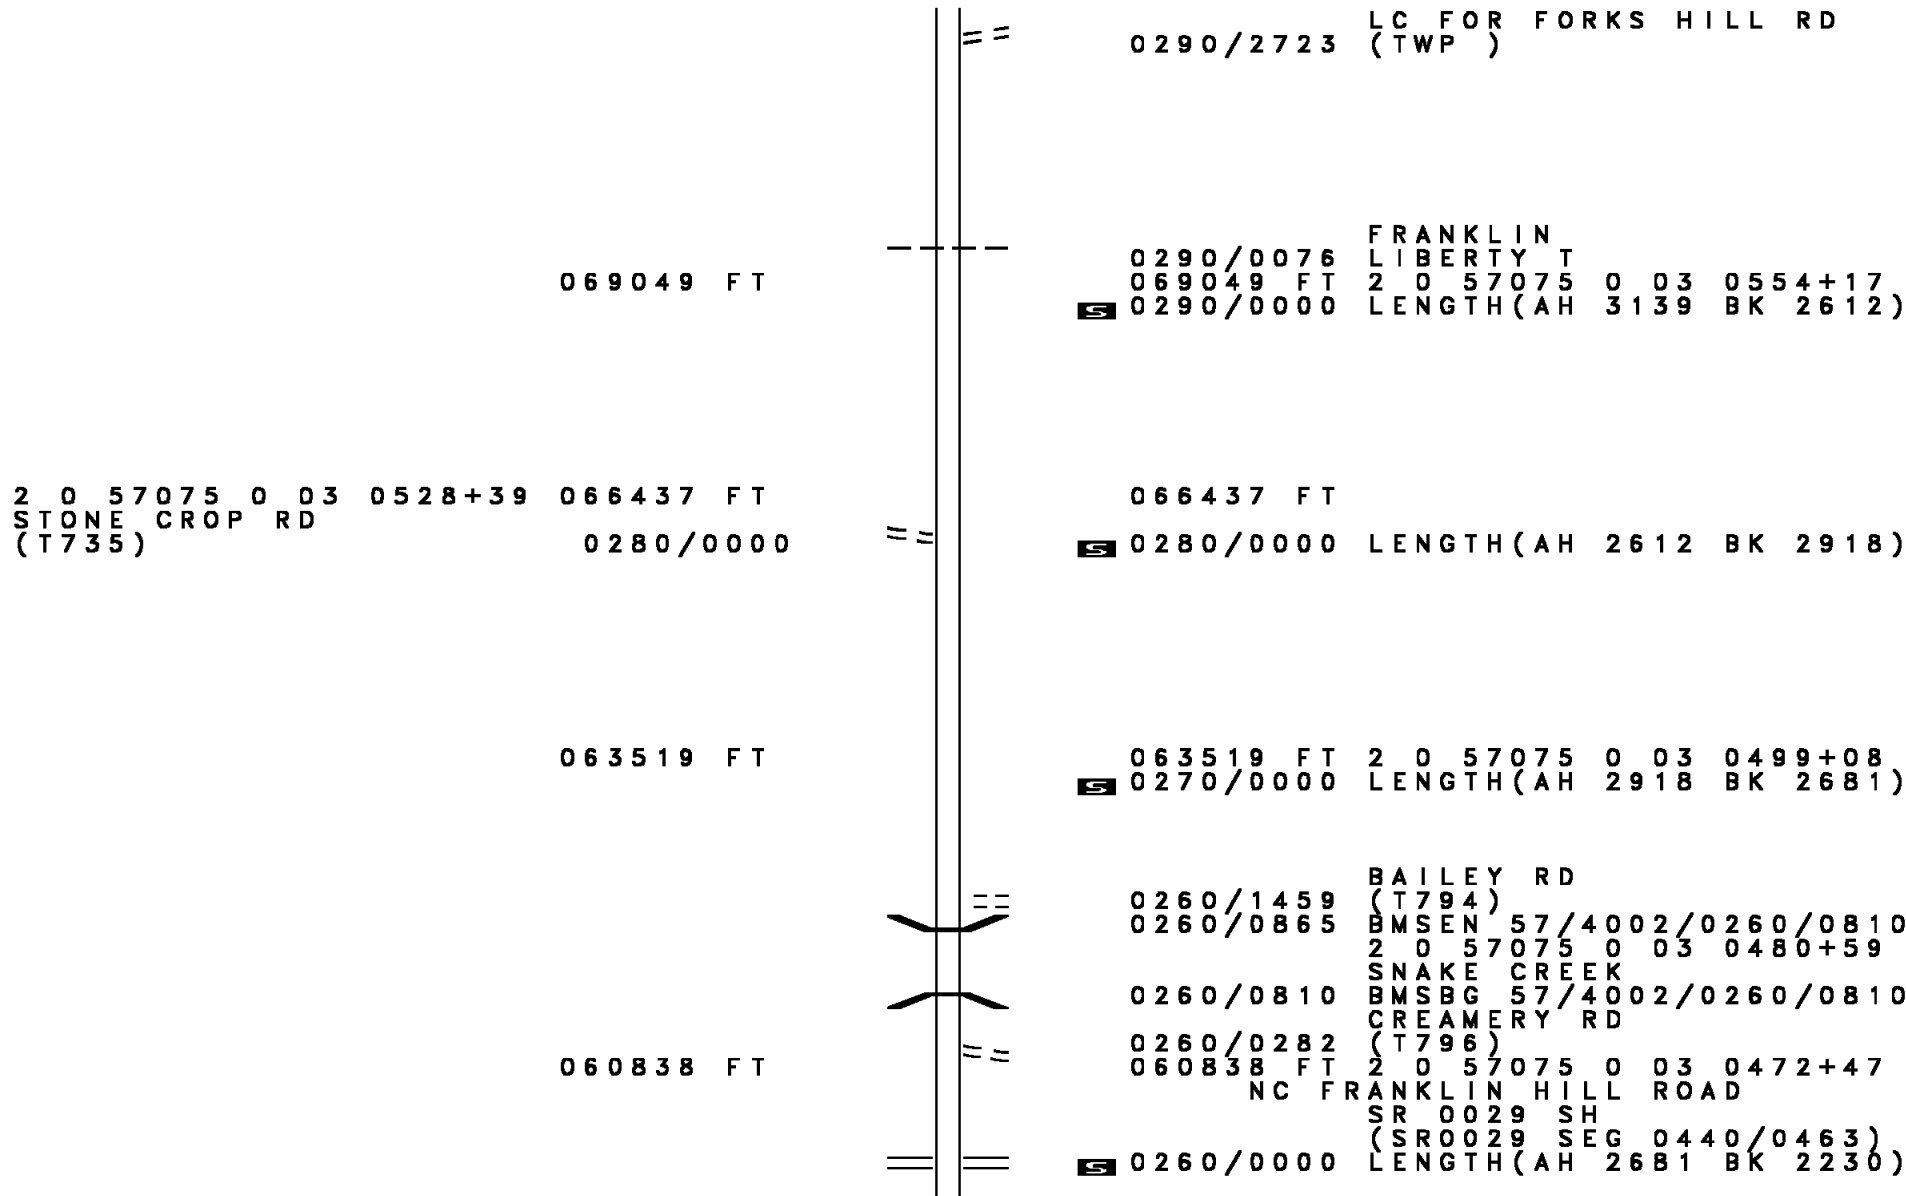 LC FOR FORKS HILL RD
0290/2723 (TWP )
FRANKLIN
0290/0076 LIBERTY T
069049 FT 069049 FT 2 0 57075 0 03 0554+17
S 0290/0000 LENGTH(AH 3139 BK 2612)
2 0 57075 0 03 0528+39 066437 FT 066437 FT
STONE CROP RD
(T735) 0280/0000 S 0280/0000 LENGTH(AH 2612 BK 2918)
063519 FT 063519 FT 2 0 57075 0 03 0499+08
S 0270/0000 LENGTH(AH 2918 BK 2681)
BAILEY RD
0260/1459 (T794)
0260/0865 BMSEN 57/4002/0260/0810
2 0 57075 0 03 0480+59
SNAKE CREEK
0260/0810 BMSBG 57/4002/0260/0810
CREAMERY RD
0260/0282 (T796)
060838 FT 060838 FT 2 0 57075 0 03 0472+47
NC FRANKLIN HILL ROAD
SR 0029 SH
(SR0029 SEG 0440/0463)
S 0260/0000 LENGTH(AH 2681 BK 2230)